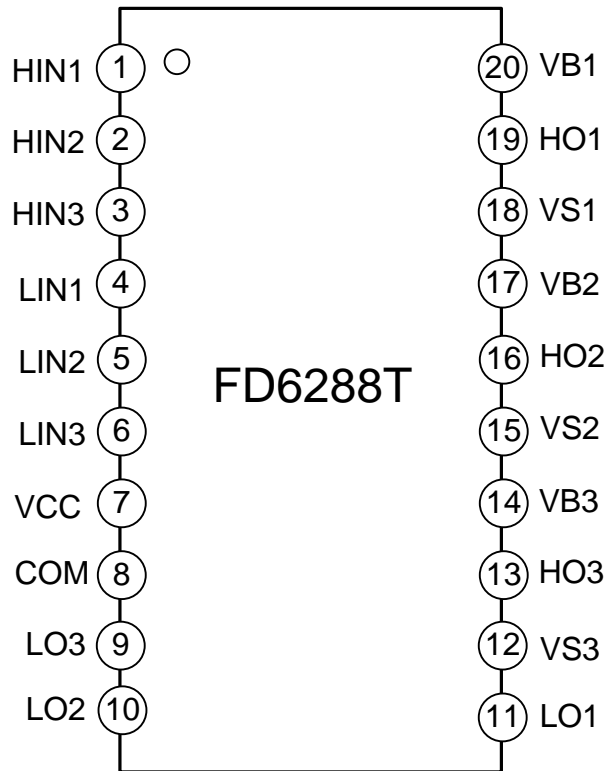 HIN1 1 20 VB1
HIN2 2 19 HO1
HIN3 3 18 VS1
LIN1 4 17 VB2
LIN2 5 16 HO2
FD6288T
LIN3 6 15 VS2
VCC 7 14 VB3
COM 8 13 HO3
LO3 9 12 VS3
LO2 10 11 LO1